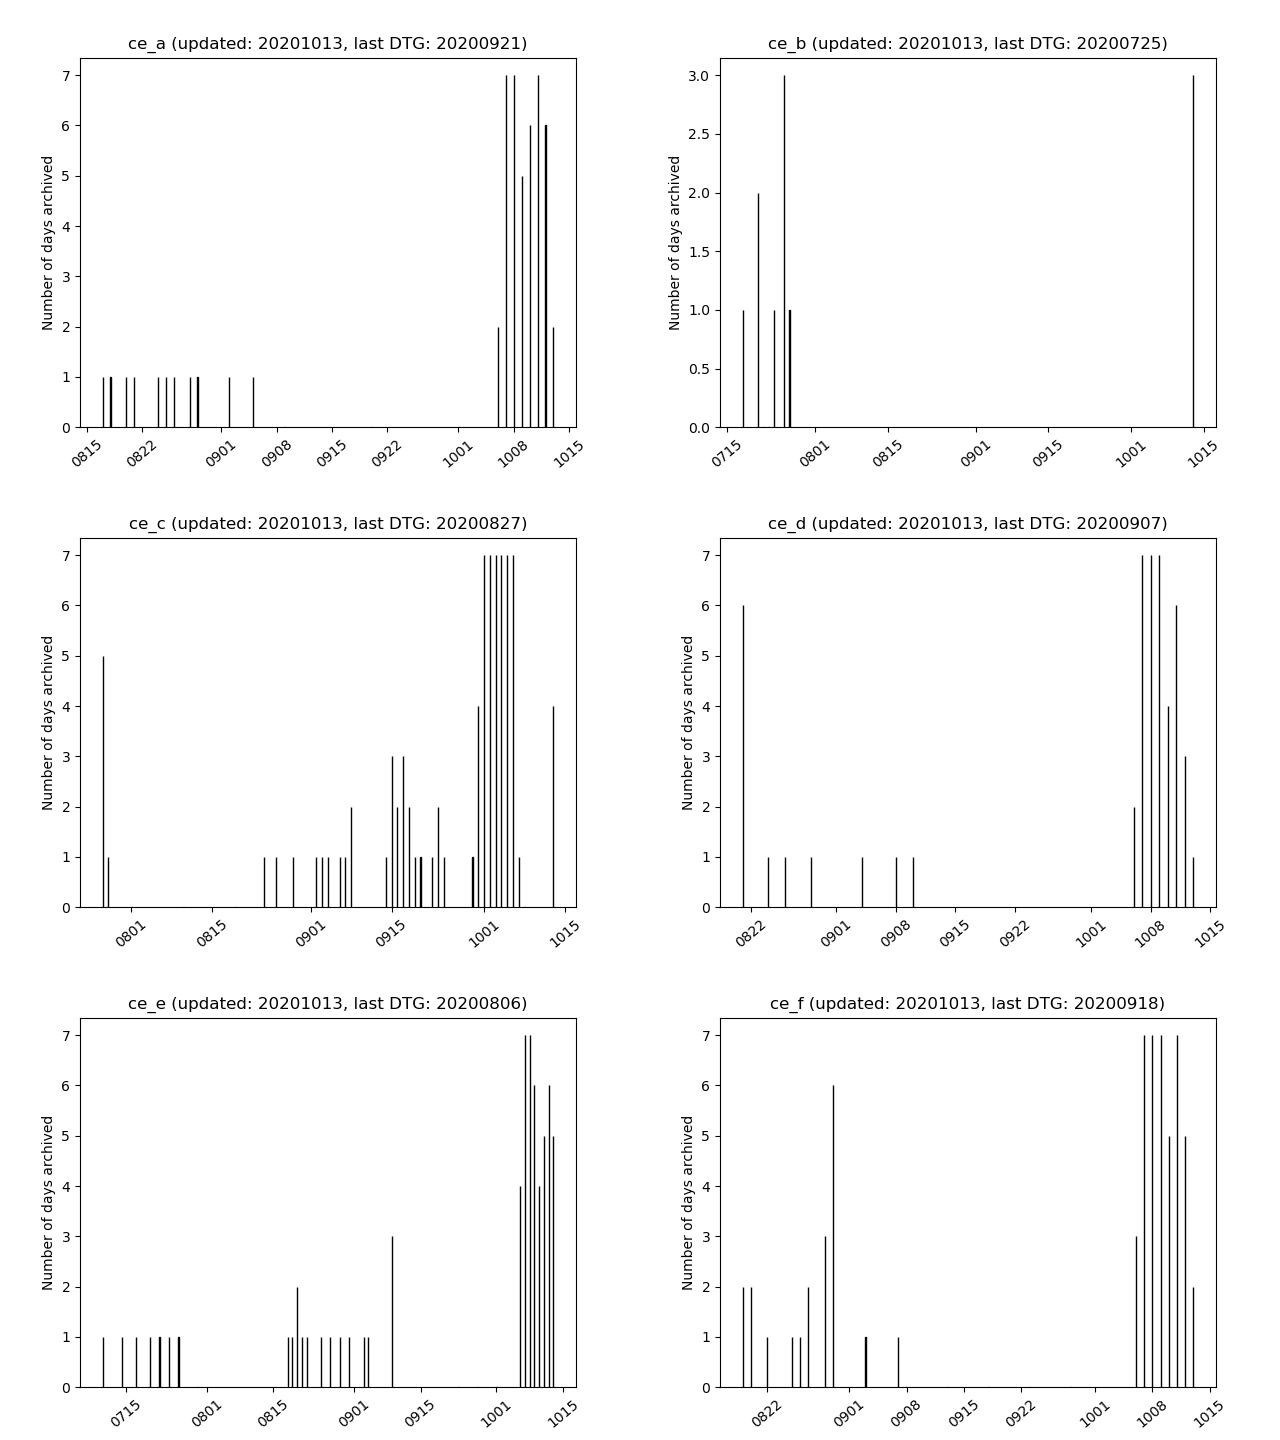 ce_a (updated: 20201013, last DTG: 20200921)
Number of days archived
7
6
5
4
3
2
1
0
0815 0822 0901 0908 0915 0922 1001 1008 1015
ce_b (updated: 20201013, last DTG: 20200725)
Number of days archived
3.0
2.5
2.0
1.5
1.0
0.5
0.0
0715 0801 0815 0901 0915 1001 1015
ce_c (updated: 20201013, last DTG: 20200827)
Number of days archived
7
6
5
4
3
2
1
0
0801 0815 0901 0915 1001 1015
ce_d (updated: 20201013, last DTG: 20200907)
Number of days archived
7
6
5
4
3
2
1
0
0822 0901 0908 0915 0922 1001 1008 1015
ce_e (updated: 20201013, last DTG: 20200806)
Number of days archived
7
6
5
4
3
2
1
0
0715 0801 0815 0901 0915 1001 1015
ce_f (updated: 20201013, last DTG: 20200918)
Number of days archived
7
6
5
4
3
2
1
0
0822 0901 0908 0915 0922 1001 1008 1015